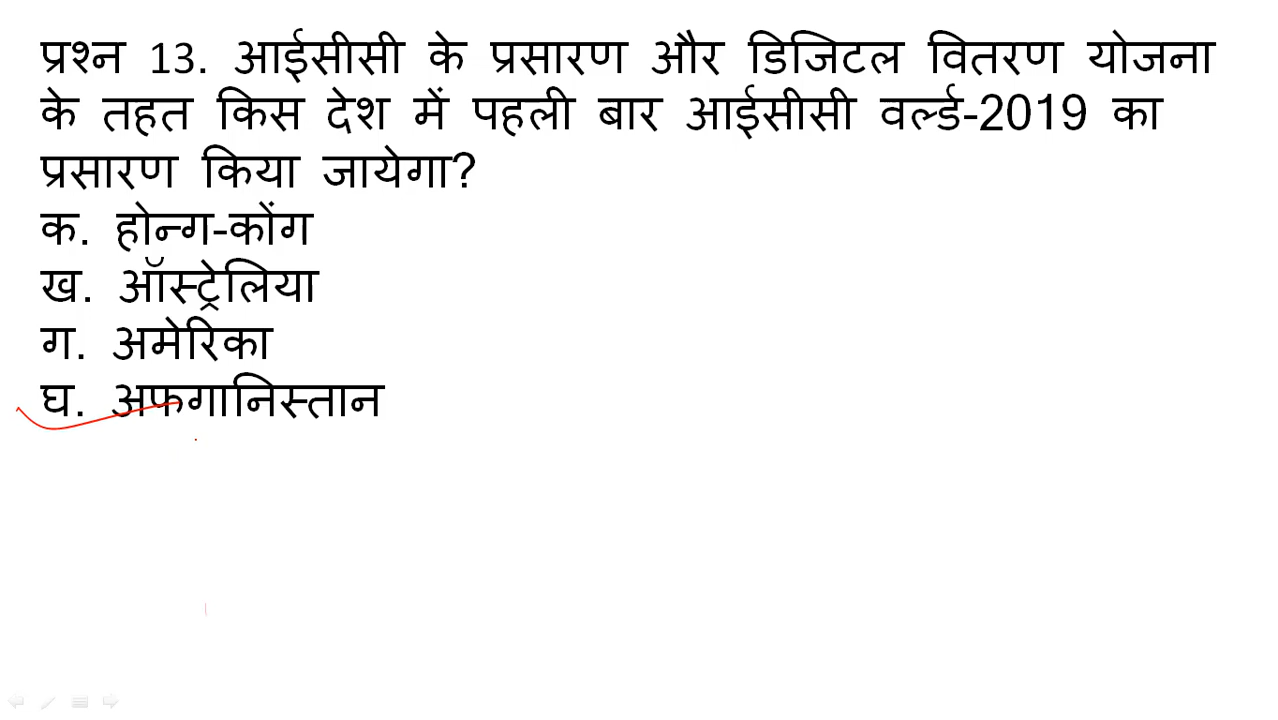 प्रश्न 13. आईसीसी के प्रसारण और डिजिटल वितरण योजना
के तहत किस देश में पहली बार आईसीसी वर्ल्ड-2019 का
प्रसारण किया जायेगा?
क. होन्ग-कोंग
ख. ऑस्ट्रेलिया
ग. अमेरिका
घ. अफगानिस्तान